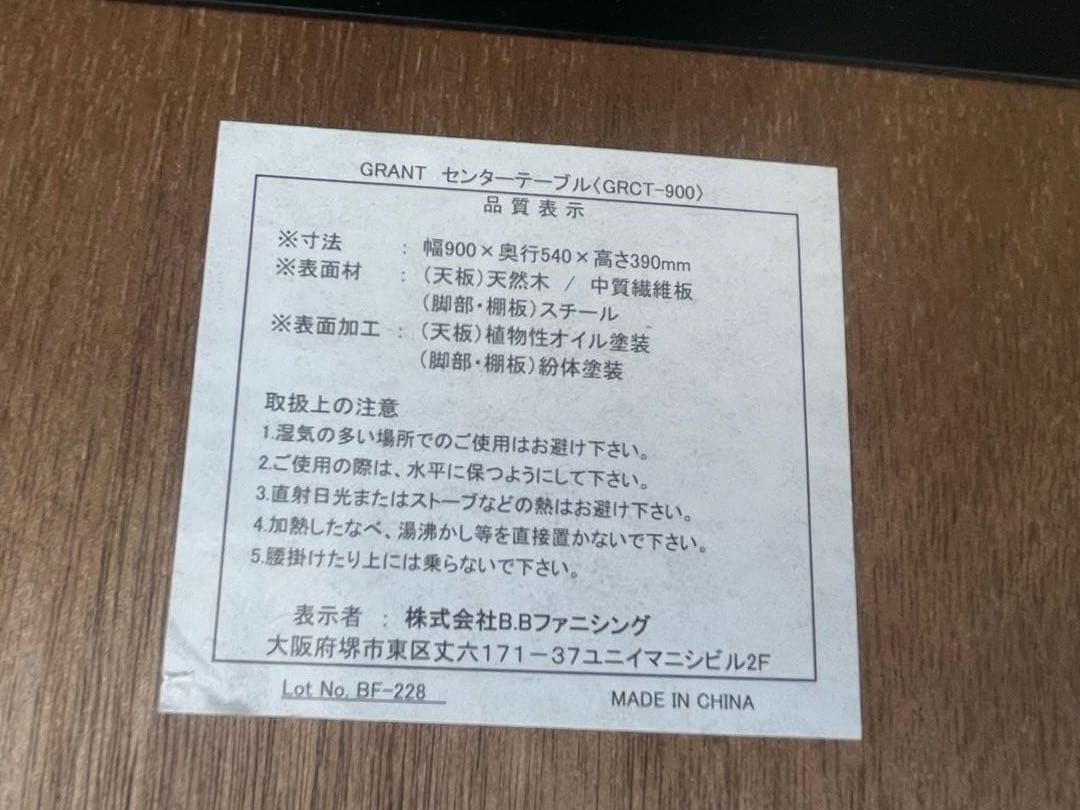 GRANT センターテーブル〈GRCT-900〉
品質表示
※寸法 : 幅900×奥行540×高さ390mm
※表面材 : (天板)天然木 / 中質繊維板
(脚部・棚板)スチール
※表面加工 : (天板)植物性オイル塗装
(脚部・棚板)紛体塗装
取扱上の注意
1.湿気の多い場所でのご使用はお避け下さい。
2.ご使用の際は、水平に保つようにして下さい。
3.直射日光またはストーブなどの熱はお避け下さい。
4.加熱したなべ、湯沸かし等を直接置かないで下さい。
5.腰掛けたり上には乗らないで下さい。
表示者 : 株式会社B.Bファニシング
大阪府堺市東区丈六171-37ユニイマニシビル2F
Lot No. BF-228
MADE IN CHINA